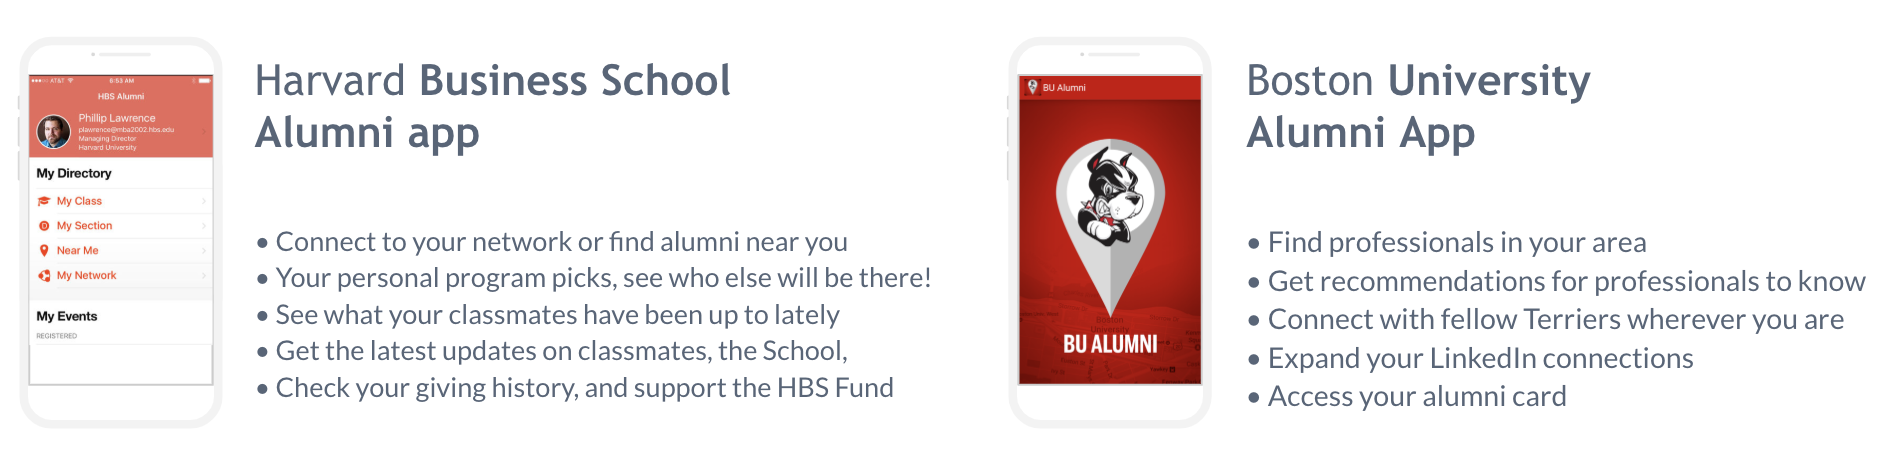 AT&T 6:53 AM
HBS Alumni
Phillip Lawrence
plawrence@mba2002.hbs.edu
Managing Director
Harvard University
My Directory
My Class
My Section
Near Me
My Network
My Events
REGISTERED
Harvard Business School
Alumni app
• Connect to your network or find alumni near you
• Your personal program picks, see who else will be there!
• See what your classmates have been up to lately
• Get the latest updates on classmates, the School,
• Check your giving history, and support the HBS Fund
BU Alumni
Boston
University
BU ALUMNI
Boston University
Alumni App
• Find professionals in your area
• Get recommendations for professionals to know
• Connect with fellow Terriers wherever you are
• Expand your LinkedIn connections
• Access your alumni card